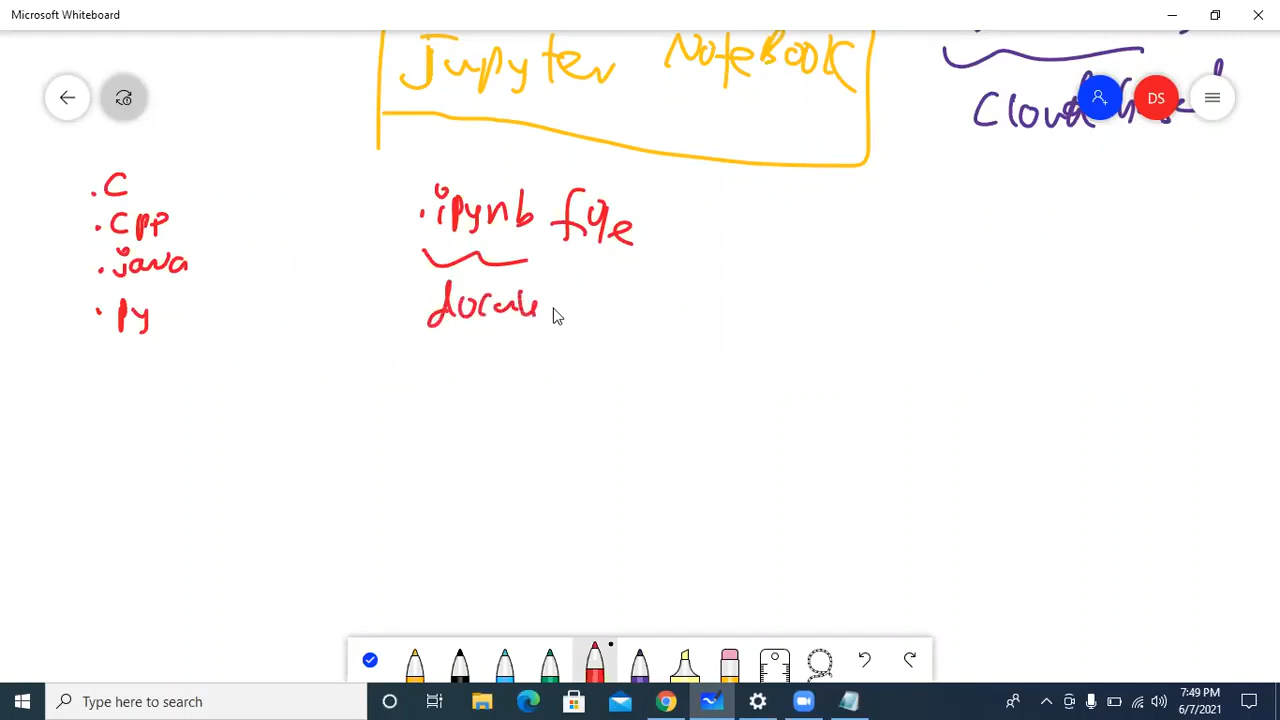 Microsoft Whiteboard
Jupyter NoteBook
DS
Cloud
.C
.cpp
.java
.py
.ipynb file
Type here to search
7:49 PM
6/7/2021